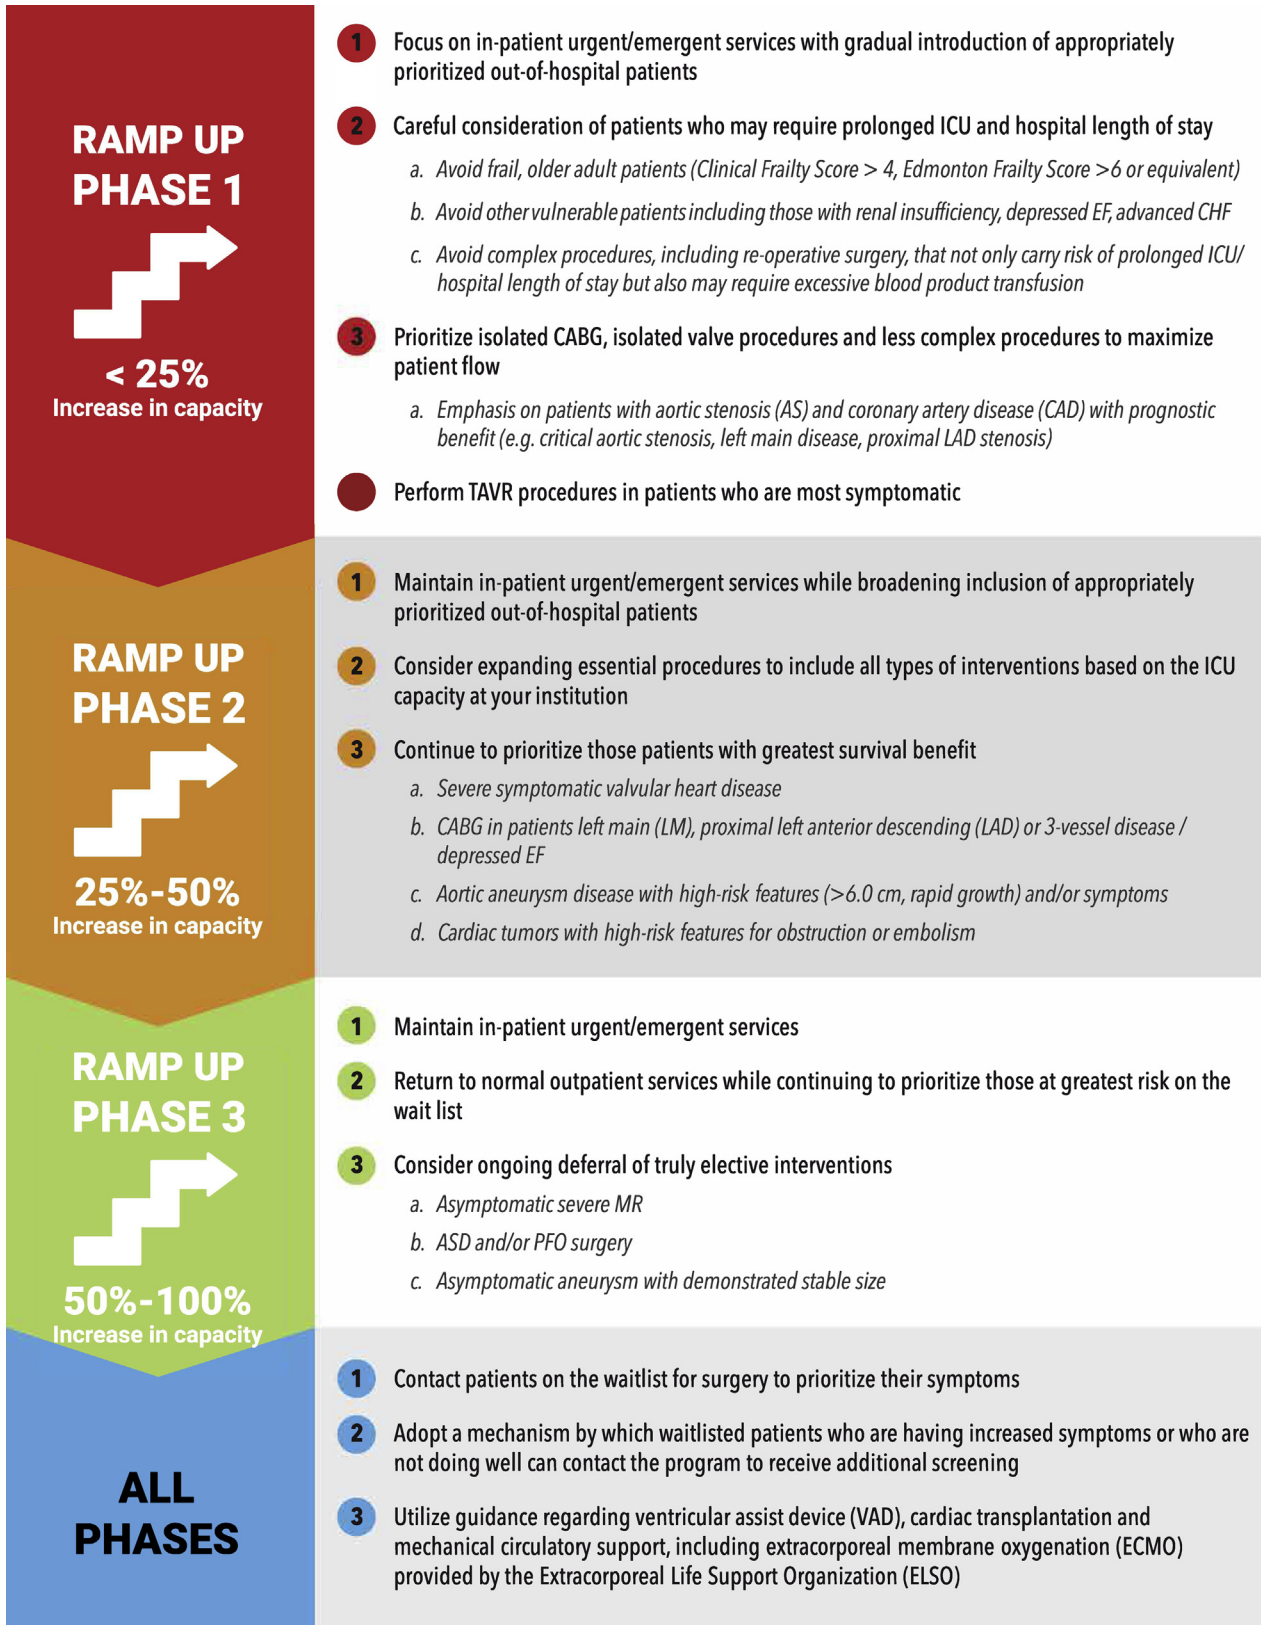 RAMP UP
PHASE 1
< 25%
Increase in capacity
1 Focus on in-patient urgent/emergent services with gradual introduction of appropriately
prioritized out-of-hospital patients
2 Careful consideration of patients who may require prolonged ICU and hospital length of stay
a. Avoid frail, older adult patients (Clinical Frailty Score > 4, Edmonton Frailty Score >6 or equivalent)
b. Avoid other vulnerable patients including those with renal insufficiency, depressed EF, advanced CHF
c. Avoid complex procedures, including re-operative surgery, that not only carry risk of prolonged ICU/
hospital length of stay but also may require excessive blood product transfusion
3 Prioritize isolated CABG, isolated valve procedures and less complex procedures to maximize
patient flow
a. Emphasis on patients with aortic stenosis (AS) and coronary artery disease (CAD) with prognostic
benefit (e.g. critical aortic stenosis, left main disease, proximal LAD stenosis)
Perform TAVR procedures in patients who are most symptomatic
RAMP UP
PHASE 2
25%-50%
Increase in capacity
1 Maintain in-patient urgent/emergent services while broadening inclusion of appropriately
prioritized out-of-hospital patients
2 Consider expanding essential procedures to include all types of interventions based on the ICU
capacity at your institution
3 Continue to prioritize those patients with greatest survival benefit
a. Severe symptomatic valvular heart disease
b. CABG in patients left main (LM), proximal left anterior descending (LAD) or 3-vessel disease /
depressed EF
c. Aortic aneurysm disease with high-risk features (>6.0 cm, rapid growth) and/or symptoms
d. Cardiac tumors with high-risk features for obstruction or embolism
RAMP UP
PHASE 3
50%-100%
Increase in capacity
1 Maintain in-patient urgent/emergent services
2 Return to normal outpatient services while continuing to prioritize those at greatest risk on the
wait list
3 Consider ongoing deferral of truly elective interventions
a. Asymptomatic severe MR
b. ASD and/or PFO surgery
c. Asymptomatic aneurysm with demonstrated stable size
ALL
PHASES
1 Contact patients on the waitlist for surgery to prioritize their symptoms
2 Adopt a mechanism by which waitlisted patients who are having increased symptoms or who are
not doing well can contact the program to receive additional screening
3 Utilize guidance regarding ventricular assist device (VAD), cardiac transplantation and
mechanical circulatory support, including extracorporeal membrane oxygenation (ECMO)
provided by the Extracorporeal Life Support Organization (ELSO)